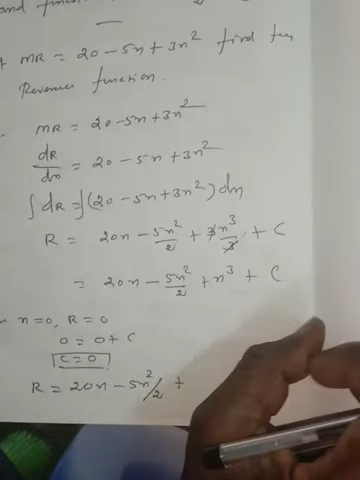 and
MR = 20 - 5x + 3x² find the
Revenue function.
MR = 20 - 5x + 3x²
dR/dx = 20 - 5x + 3x²
∫dR = ∫(20 - 5x + 3x²) dx
R = 20x - 5x²/2 + 3x³/3 + C
= 20x - 5x²/2 + x³ + C.
x=0, R=0
0 = 0 + C
C = 0
R = 20x - 5x²/2 +